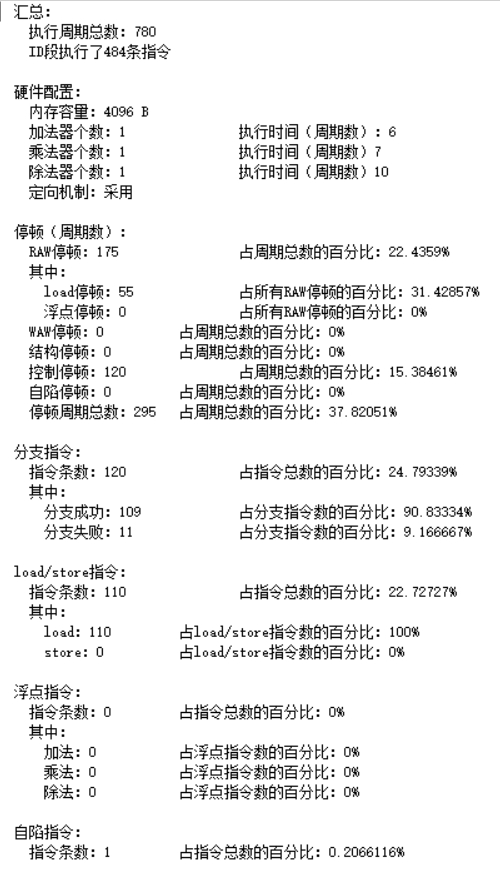 汇总:
执行周期总数: 780
ID段执行了484条指令
硬件配置:
内存容量: 4096 B
加法器个数: 1 执行时间(周期数): 6
乘法器个数: 1 执行时间(周期数)7
除法器个数: 1 执行时间(周期数)10
定向机制: 采用
停顿(周期数):
RAW停顿: 175 占周期总数的百分比: 22.4359%
其中:
load停顿: 55 占所有RAW停顿的百分比: 31.42857%
浮点停顿: 0 占所有RAW停顿的百分比: 0%
WAW停顿: 0 占周期总数的百分比: 0%
结构停顿: 0 占周期总数的百分比: 0%
控制停顿: 120 占周期总数的百分比: 15.38461%
自陷停顿: 0 占周期总数的百分比: 0%
停顿周期总数: 295 占周期总数的百分比: 37.82051%
分支指令:
指令条数: 120 占指令总数的百分比: 24.79339%
其中:
分支成功: 109 占分支指令数的百分比: 90.83334%
分支失败: 11 占分支指令数的百分比: 9.166667%
load/store指令:
指令条数: 110 占指令总数的百分比: 22.72727%
其中:
load: 110 占load/store指令数的百分比: 100%
store: 0 占load/store指令数的百分比: 0%
浮点指令:
指令条数: 0 占指令总数的百分比: 0%
其中:
加法: 0 占浮点指令数的百分比: 0%
乘法: 0 占浮点指令数的百分比: 0%
除法: 0 占浮点指令数的百分比: 0%
自陷指令:
指令条数: 1 占指令总数的百分比: 0.2066116%